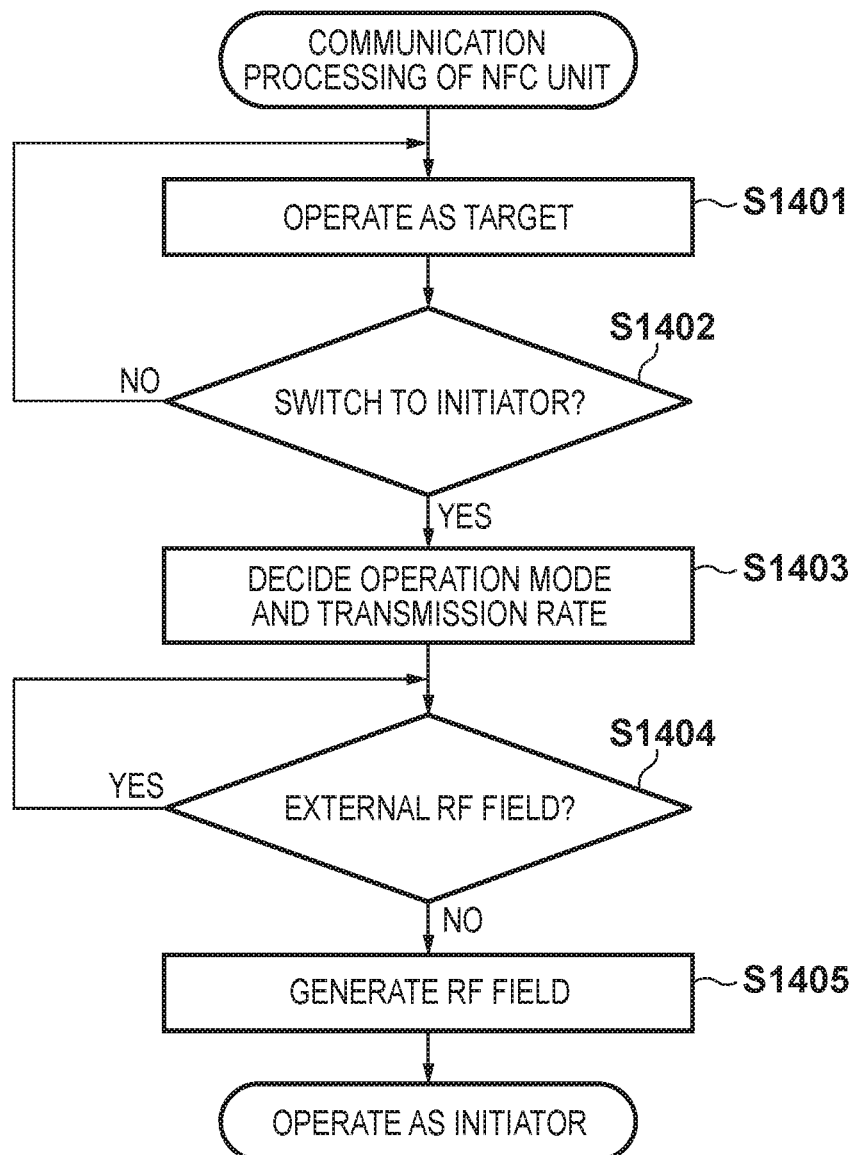 COMMUNICATION
PROCESSING OF NFC UNIT
OPERATE AS TARGET
S1401
S1402
SWITCH TO INITIATOR?
NO
YES
DECIDE OPERATION MODE
AND TRANSMISSION RATE
S1403
S1404
EXTERNAL RF FIELD?
YES
NO
GENERATE RF FIELD
S1405
OPERATE AS INITIATOR